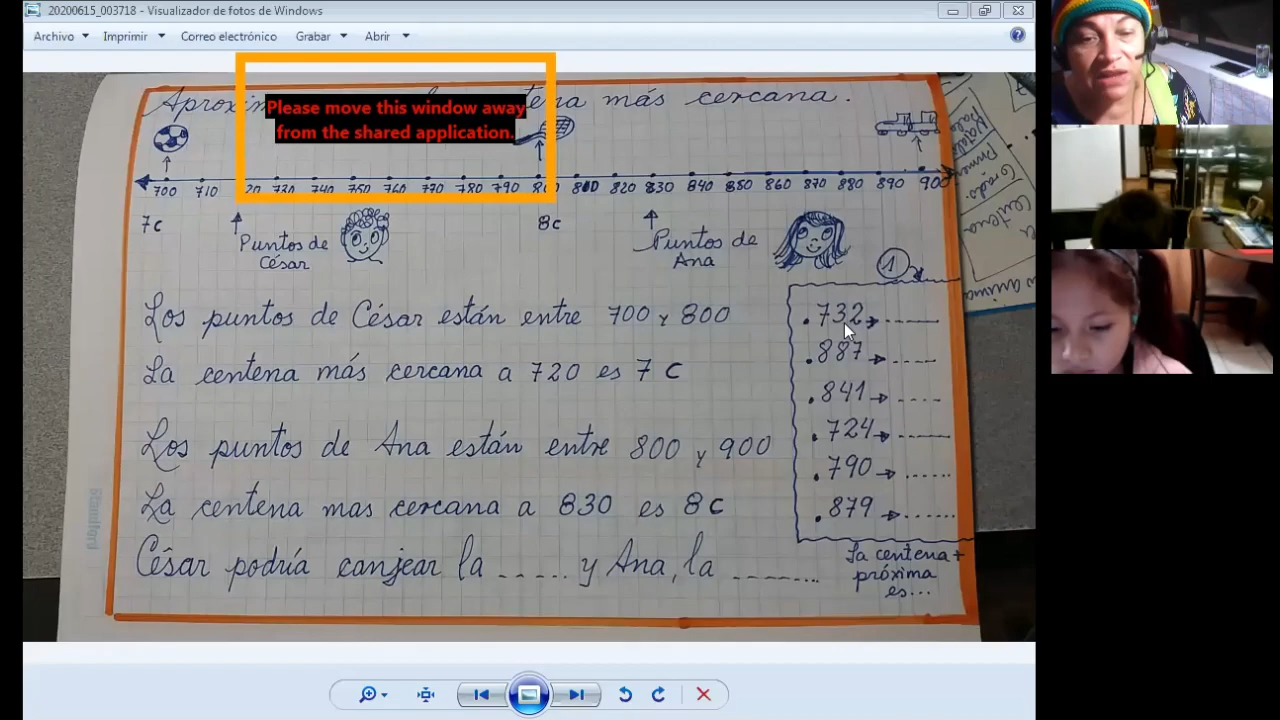 20200615_003718 - Visualizador de fotos de Windows
Archivo Imprimir Correo electrónico Grabar Abrir
más cercana.
Please move this window away
from the shared application.
700 710 20 730 740 750 760 770 780 790 820 830 840 850 860 870 880 890 900
7c 8c
Puntos de
César
Puntos de
Ana
1
Los puntos de César están entre 700 y 800
La centena más cercana a 720 es 7 C
Los puntos de Ana están entre 800 y 900
La centena mas cercana a 830 es 8 C
César podría canjear la ..... y Ana, la .......
.732→ ......
.887→ .....
.841→ ....
.724→ .....
.790→ ......
.879→ ......
La centena +
próxima
es...
Stanford